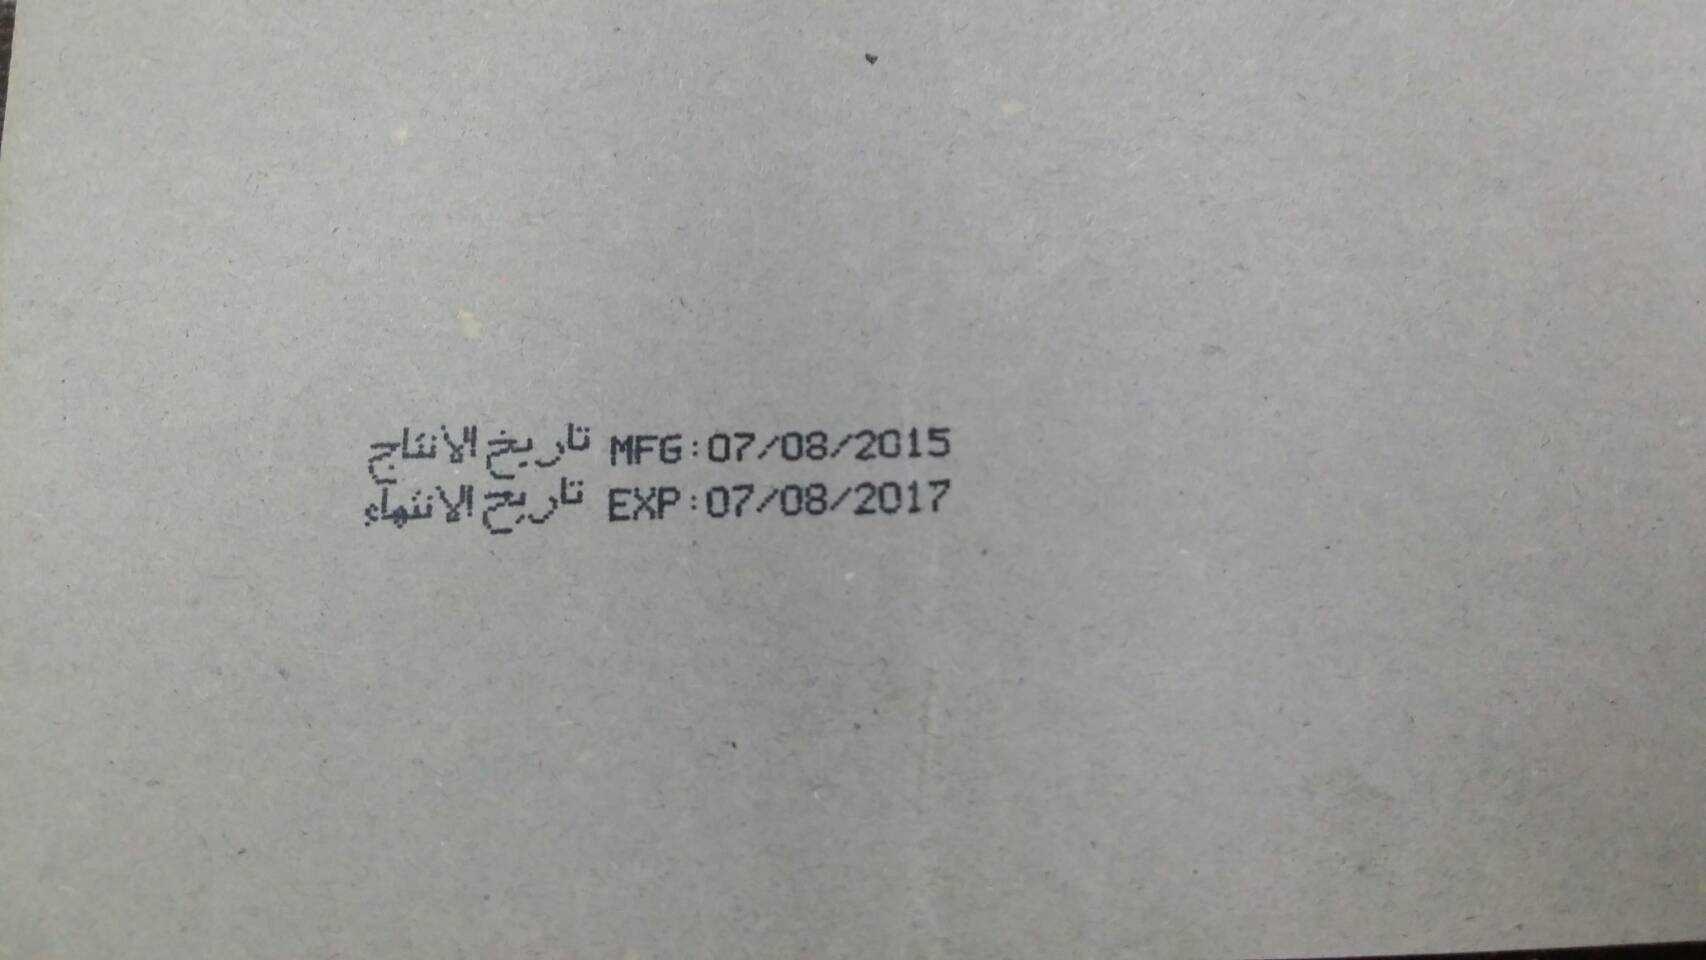 تاريخ الانتاج MFG:07/08/2015
تاريخ الانتهاء EXP:07/08/2017